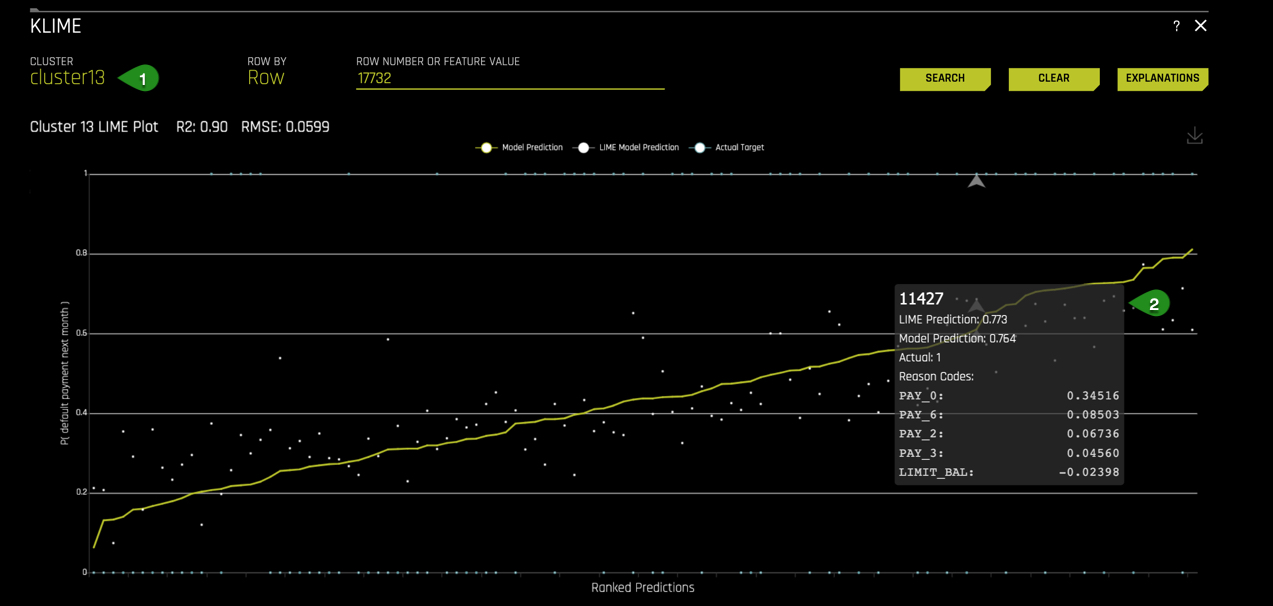 KLIME
? ×
CLUSTER
cluster13
1
ROW BY
Row
ROW NUMBER OR FEATURE VALUE
17732
SEARCH
CLEAR
EXPLANATIONS
Cluster 13 LIME Plot R2: 0.90 RMSE: 0.0599
Model Prediction LIME Model Prediction Actual Target
P( default payment next month )
1
0.8
0.6
0.4
0.2
0
11427
LIME Prediction: 0.773
Model Prediction: 0.764
Actual: 1
Reason Codes:
PAY_0: 0.34516
PAY_6: 0.08503
PAY_2: 0.06736
PAY_3: 0.04560
LIMIT_BAL: -0.02398
2
Ranked Predictions